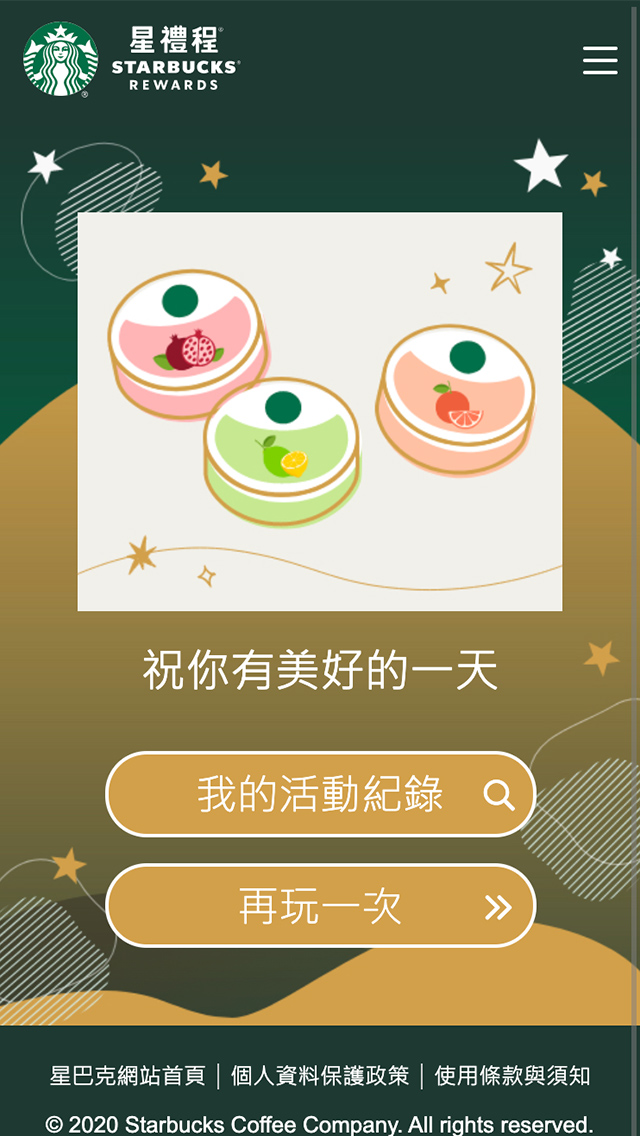 星禮程®
STARBUCKS®
REWARDS
®
祝你有美好的一天
我的活動紀錄
再玩一次
星巴克網站首頁 | 個人資料保護政策 | 使用條款與須知
© 2020 Starbucks Coffee Company. All rights reserved.